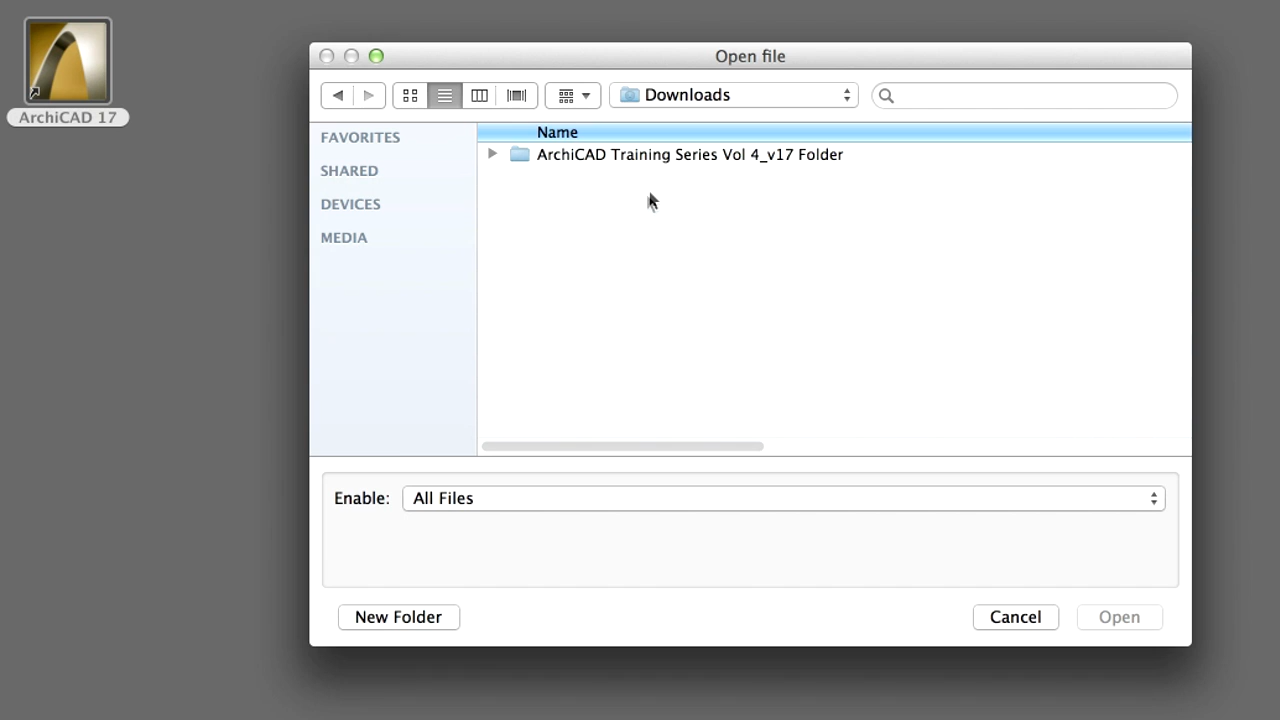 ArchiCAD 17
Open file
Downloads
FAVORITES
SHARED
DEVICES
MEDIA
Name
ArchiCAD Training Series Vol 4_v17 Folder
Enable: All Files
New Folder
Cancel
Open